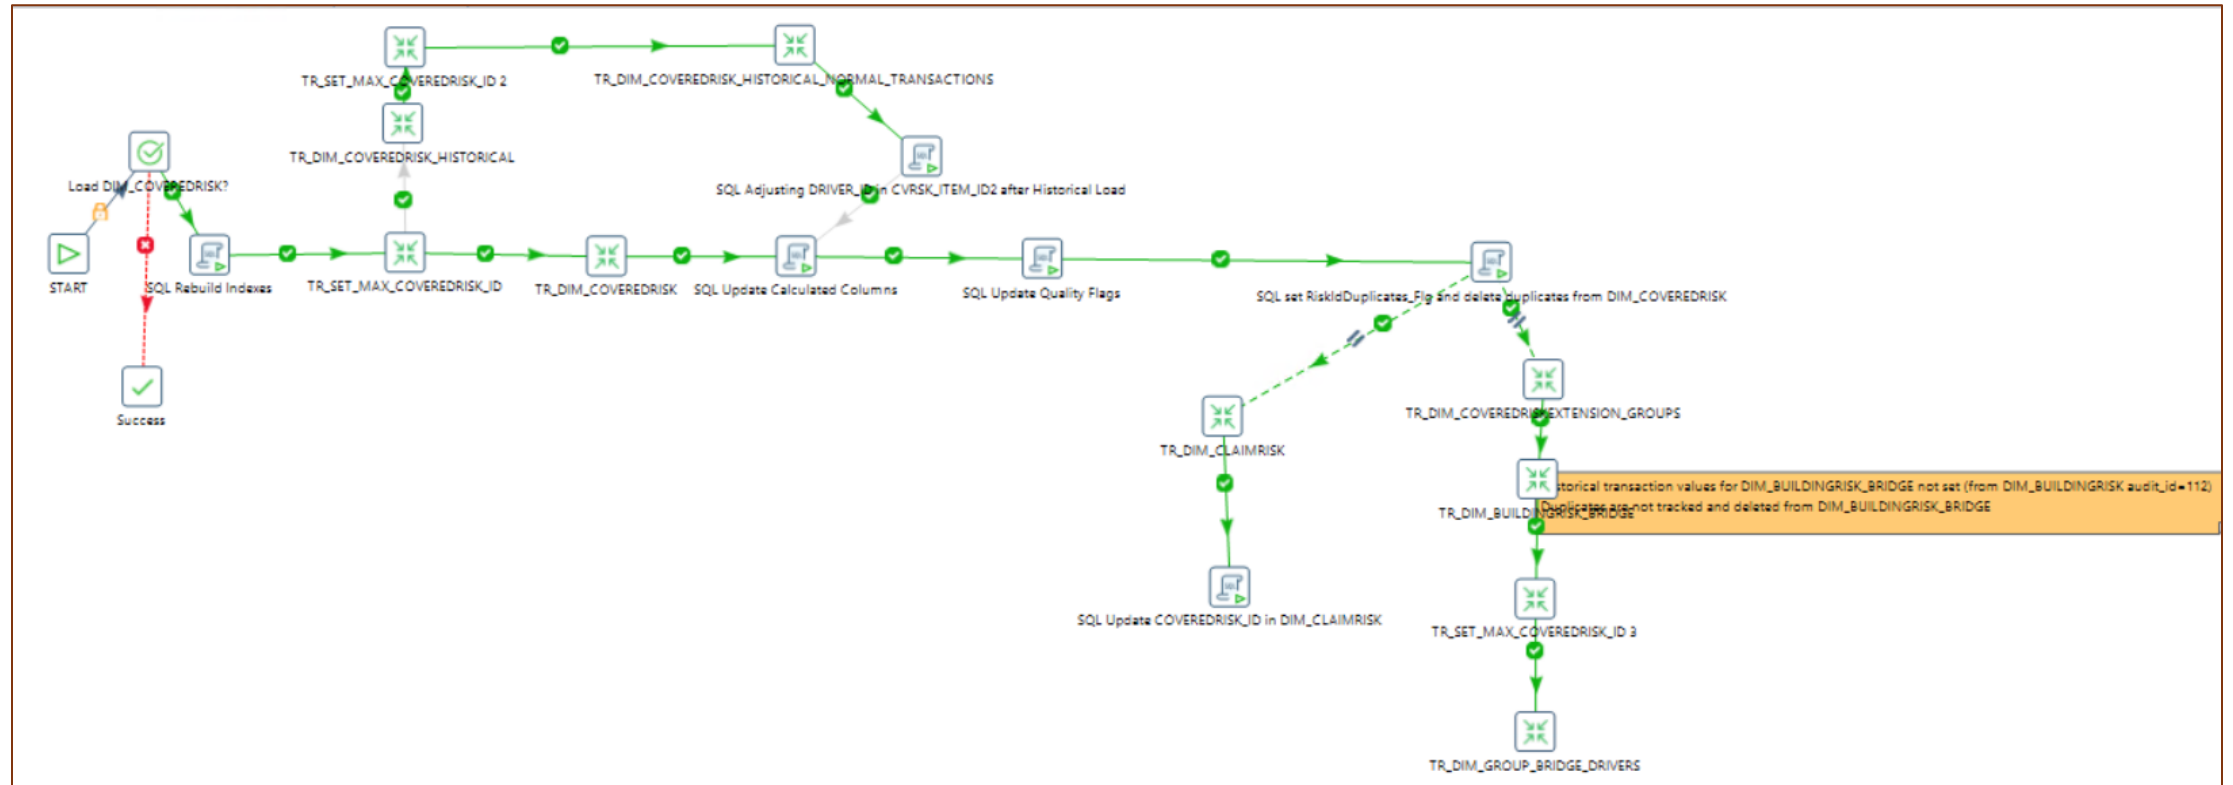 TR_SET_MAX_COVEREDRISK_ID 2
TR_DIM_COVEREDRISK_HISTORICAL_NORMAL_TRANSACTIONS
TR_DIM_COVEREDRISK_HISTORICAL
Load DIM_COVEREDRISK?
SQL Adjusting DRIVER_ID in CVRSK_ITEM_ID2 after Historical Load
START
SQL Rebuild Indexes
TR_SET_MAX_COVEREDRISK_ID
TR_DIM_COVEREDRISK
SQL Update Calculated Columns
SQL Update Quality Flags
SQL set RiskIdDuplicates_Flg and delete duplicates from DIM_COVEREDRISK
Success
TR_DIM_COVEREDRISKEXTENSION_GROUPS
TR_DIM_CLAIMRISK
storical transaction values for DIM_BUILDINGRISK_BRIDGE not set (from DIM_BUILDINGRISK audit_id=112)
TR_DIM_BUILDINGRISK_BRIDGE
Duplicates are not tracked and deleted from DIM_BUILDINGRISK_BRIDGE
SQL Update COVEREDRISK_ID in DIM_CLAIMRISK
TR_SET_MAX_COVEREDRISK_ID 3
TR_DIM_GROUP_BRIDGE_DRIVERS